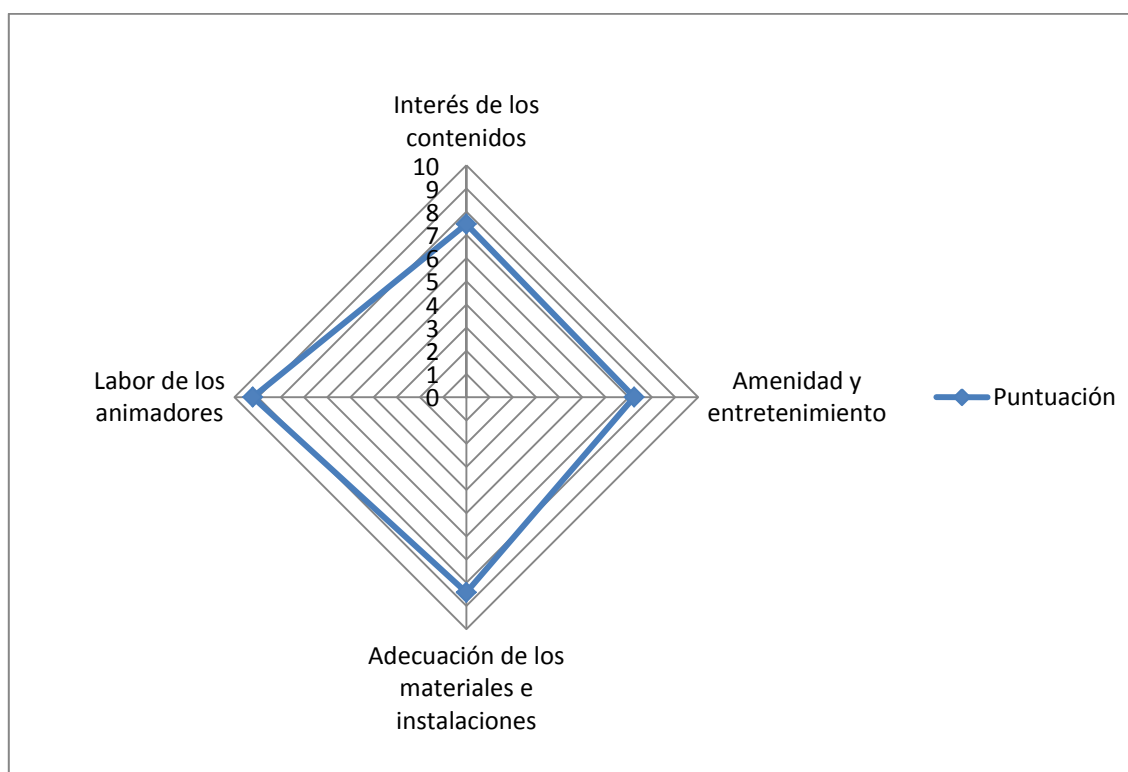 Interés de los
contenidos
10
9
8
7
6
5
4
3
2
1
0
Labor de los
animadores
Amenidad y
entretenimiento
Puntuación
Adecuación de los
materiales e
instalaciones